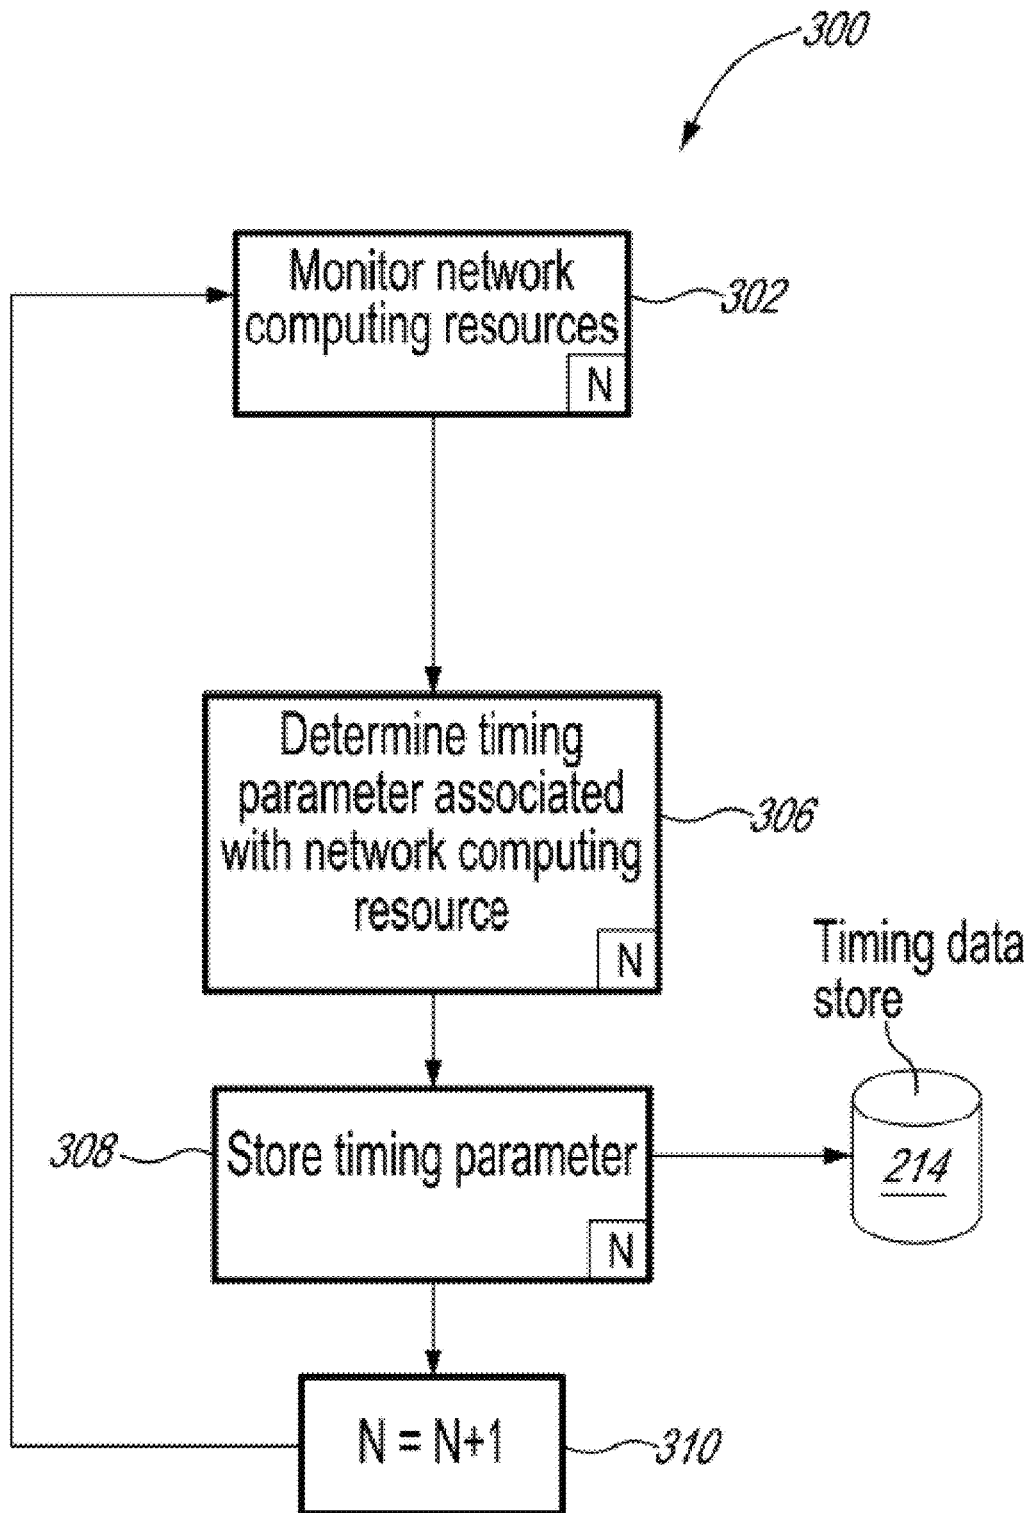 300
Monitor network
computing resources
N
302
Determine timing
parameter associated
with network computing
resource
N
306
Timing data
store
214
308
Store timing parameter
N
N = N+1
310